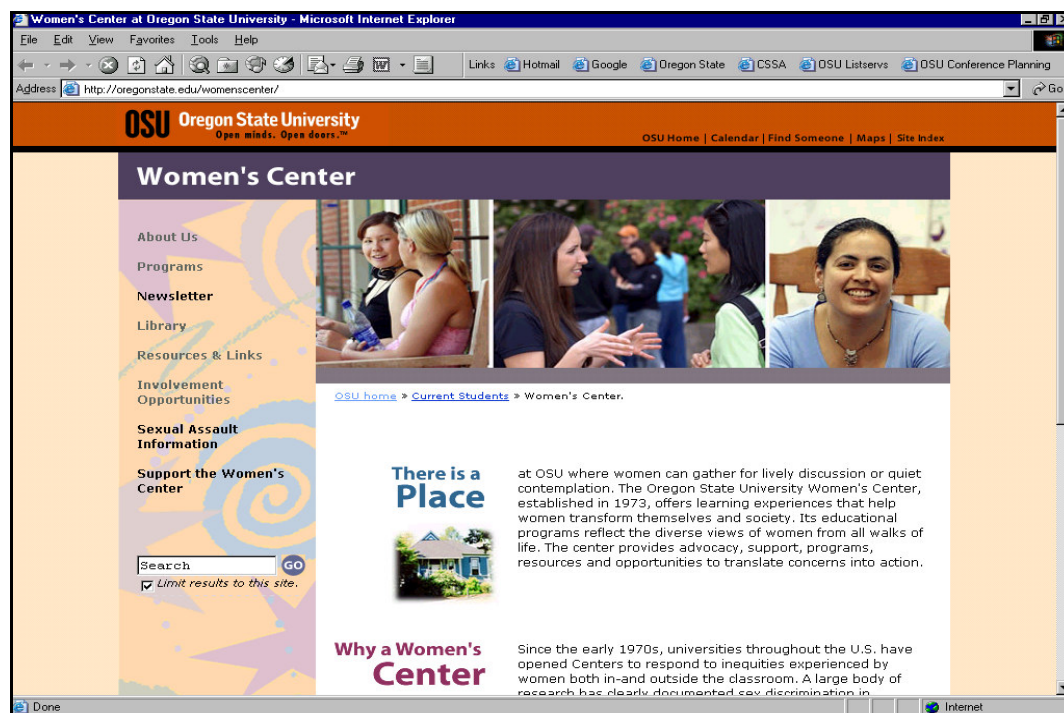 Women's Center at Oregon State University - Microsoft Internet Explorer
File Edit View Favorites Tools Help
Links Hotmail Google Oregon State CSSA OSU Listservs OSU Conference Planning
Address http://oregonstate.edu/womenscenter/ Go
OSU Oregon State University
Open minds. Open doors.™
OSU Home | Calendar | Find Someone | Maps | Site Index
Women's Center
About Us
Programs
Newsletter
Library
Resources & Links
Involvement
Opportunities
Sexual Assault
Information
Support the Women's
Center
Search GO
Limit results to this site.
OSU home » Current Students » Women's Center.
There is a
Place
at OSU where women can gather for lively discussion or quiet
contemplation. The Oregon State University Women's Center,
established in 1973, offers learning experiences that help
women transform themselves and society. Its educational
programs reflect the diverse views of women from all walks of
life. The center provides advocacy, support, programs,
resources and opportunities to translate concerns into action.
Why a Women's
Center
Since the early 1970s, universities throughout the U.S. have
opened Centers to respond to inequities experienced by
women both in-and outside the classroom. A large body of
research has clearly documented sex discrimination in
Done
Internet